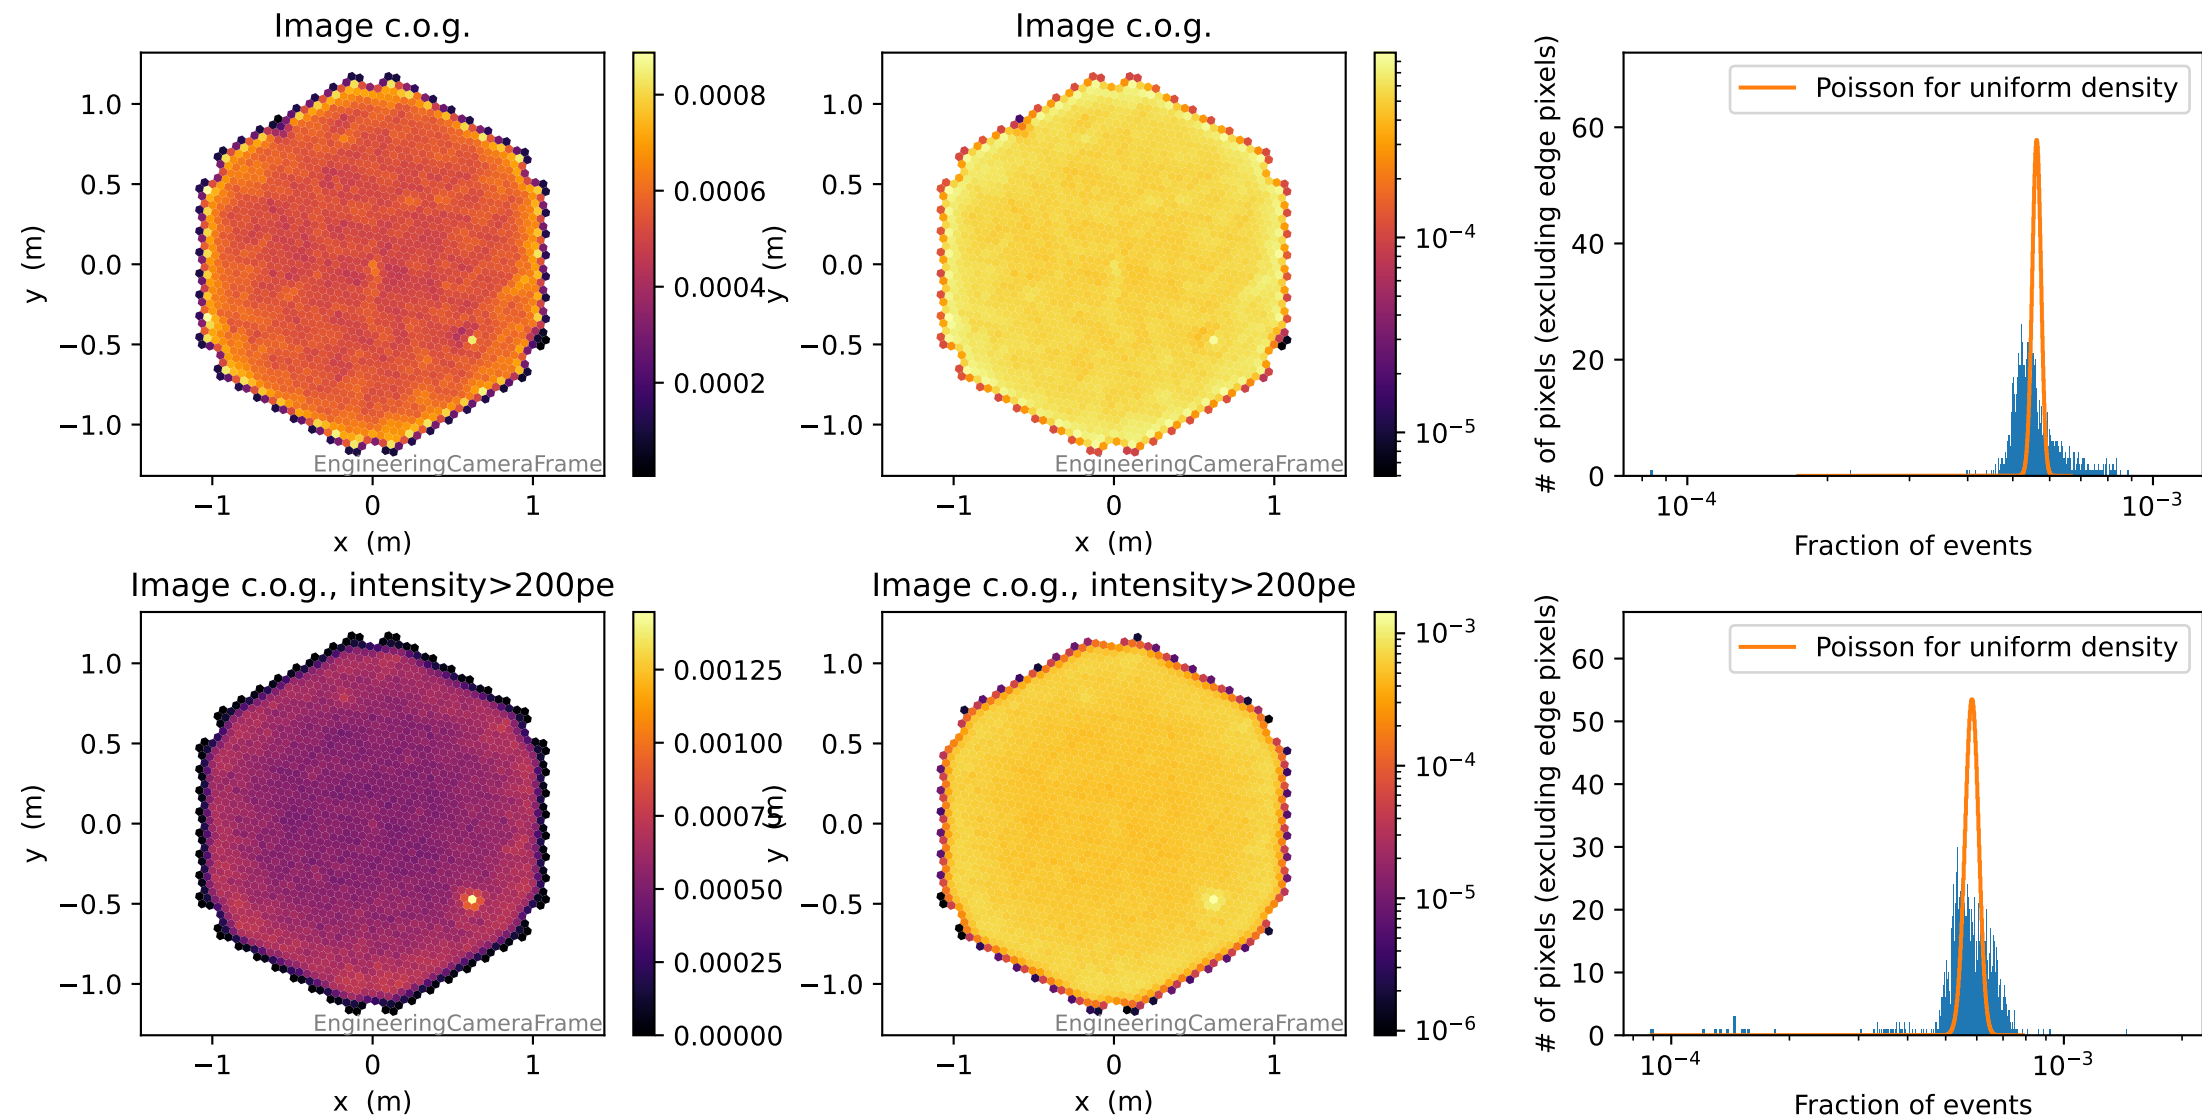 Image c.o.g.
y (m)
1.0
0.5
0.0
−0.5
−1.0
EngineeringCameraFrame
−1 0 1
x (m)
0.0008
0.0006
0.0004
0.0002
Image c.o.g.
y (m)
1.0
0.5
0.0
−0.5
−1.0
EngineeringCameraFrame
−1 0 1
x (m)
10⁻⁴
10⁻⁵
# of pixels (excluding edge pixels)
60
40
20
0
Poisson for uniform density
10⁻⁴ 10⁻³
Fraction of events
Image c.o.g., intensity>200pe
y (m)
1.0
0.5
0.0
−0.5
−1.0
EngineeringCameraFrame
−1 0 1
x (m)
0.00125
0.00100
0.00075
0.00050
0.00025
0.00000
Image c.o.g., intensity>200pe
y (m)
1.0
0.5
0.0
−0.5
−1.0
EngineeringCameraFrame
−1 0 1
x (m)
10⁻³
10⁻⁴
10⁻⁵
10⁻⁶
# of pixels (excluding edge pixels)
60
50
40
30
20
10
0
Poisson for uniform density
10⁻⁴ 10⁻³
Fraction of events